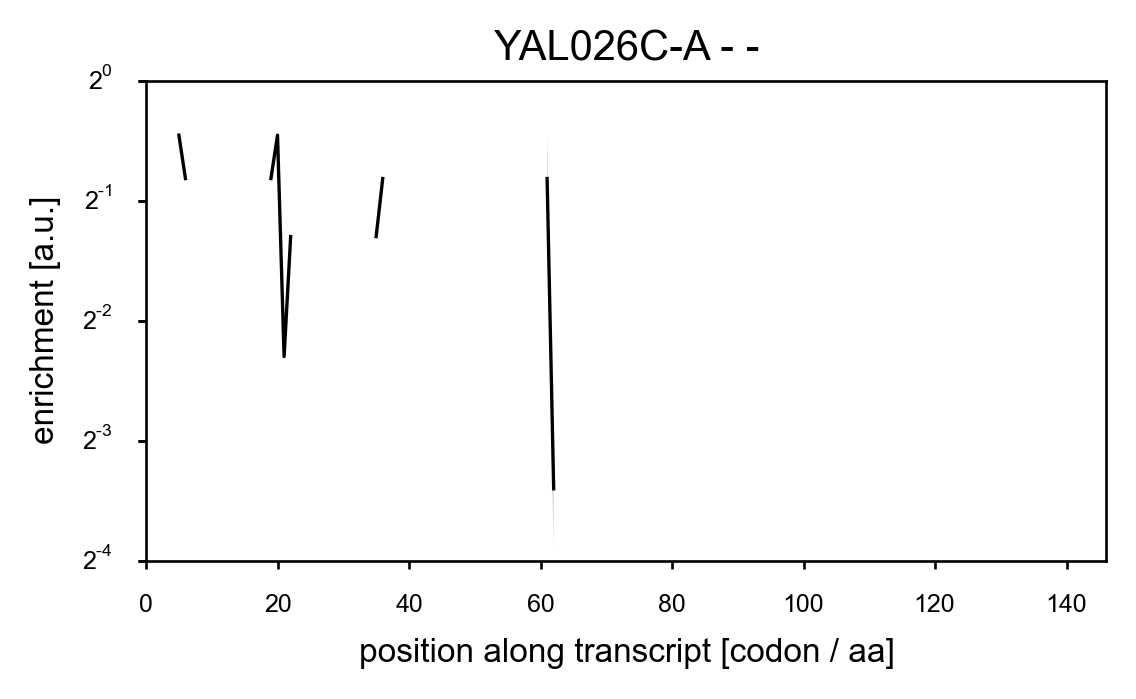 YAL026C-A - -
2^0
2^-1
2^-2
2^-3
2^-4
enrichment [a.u.]
0 20 40 60 80 100 120 140
position along transcript [codon / aa]